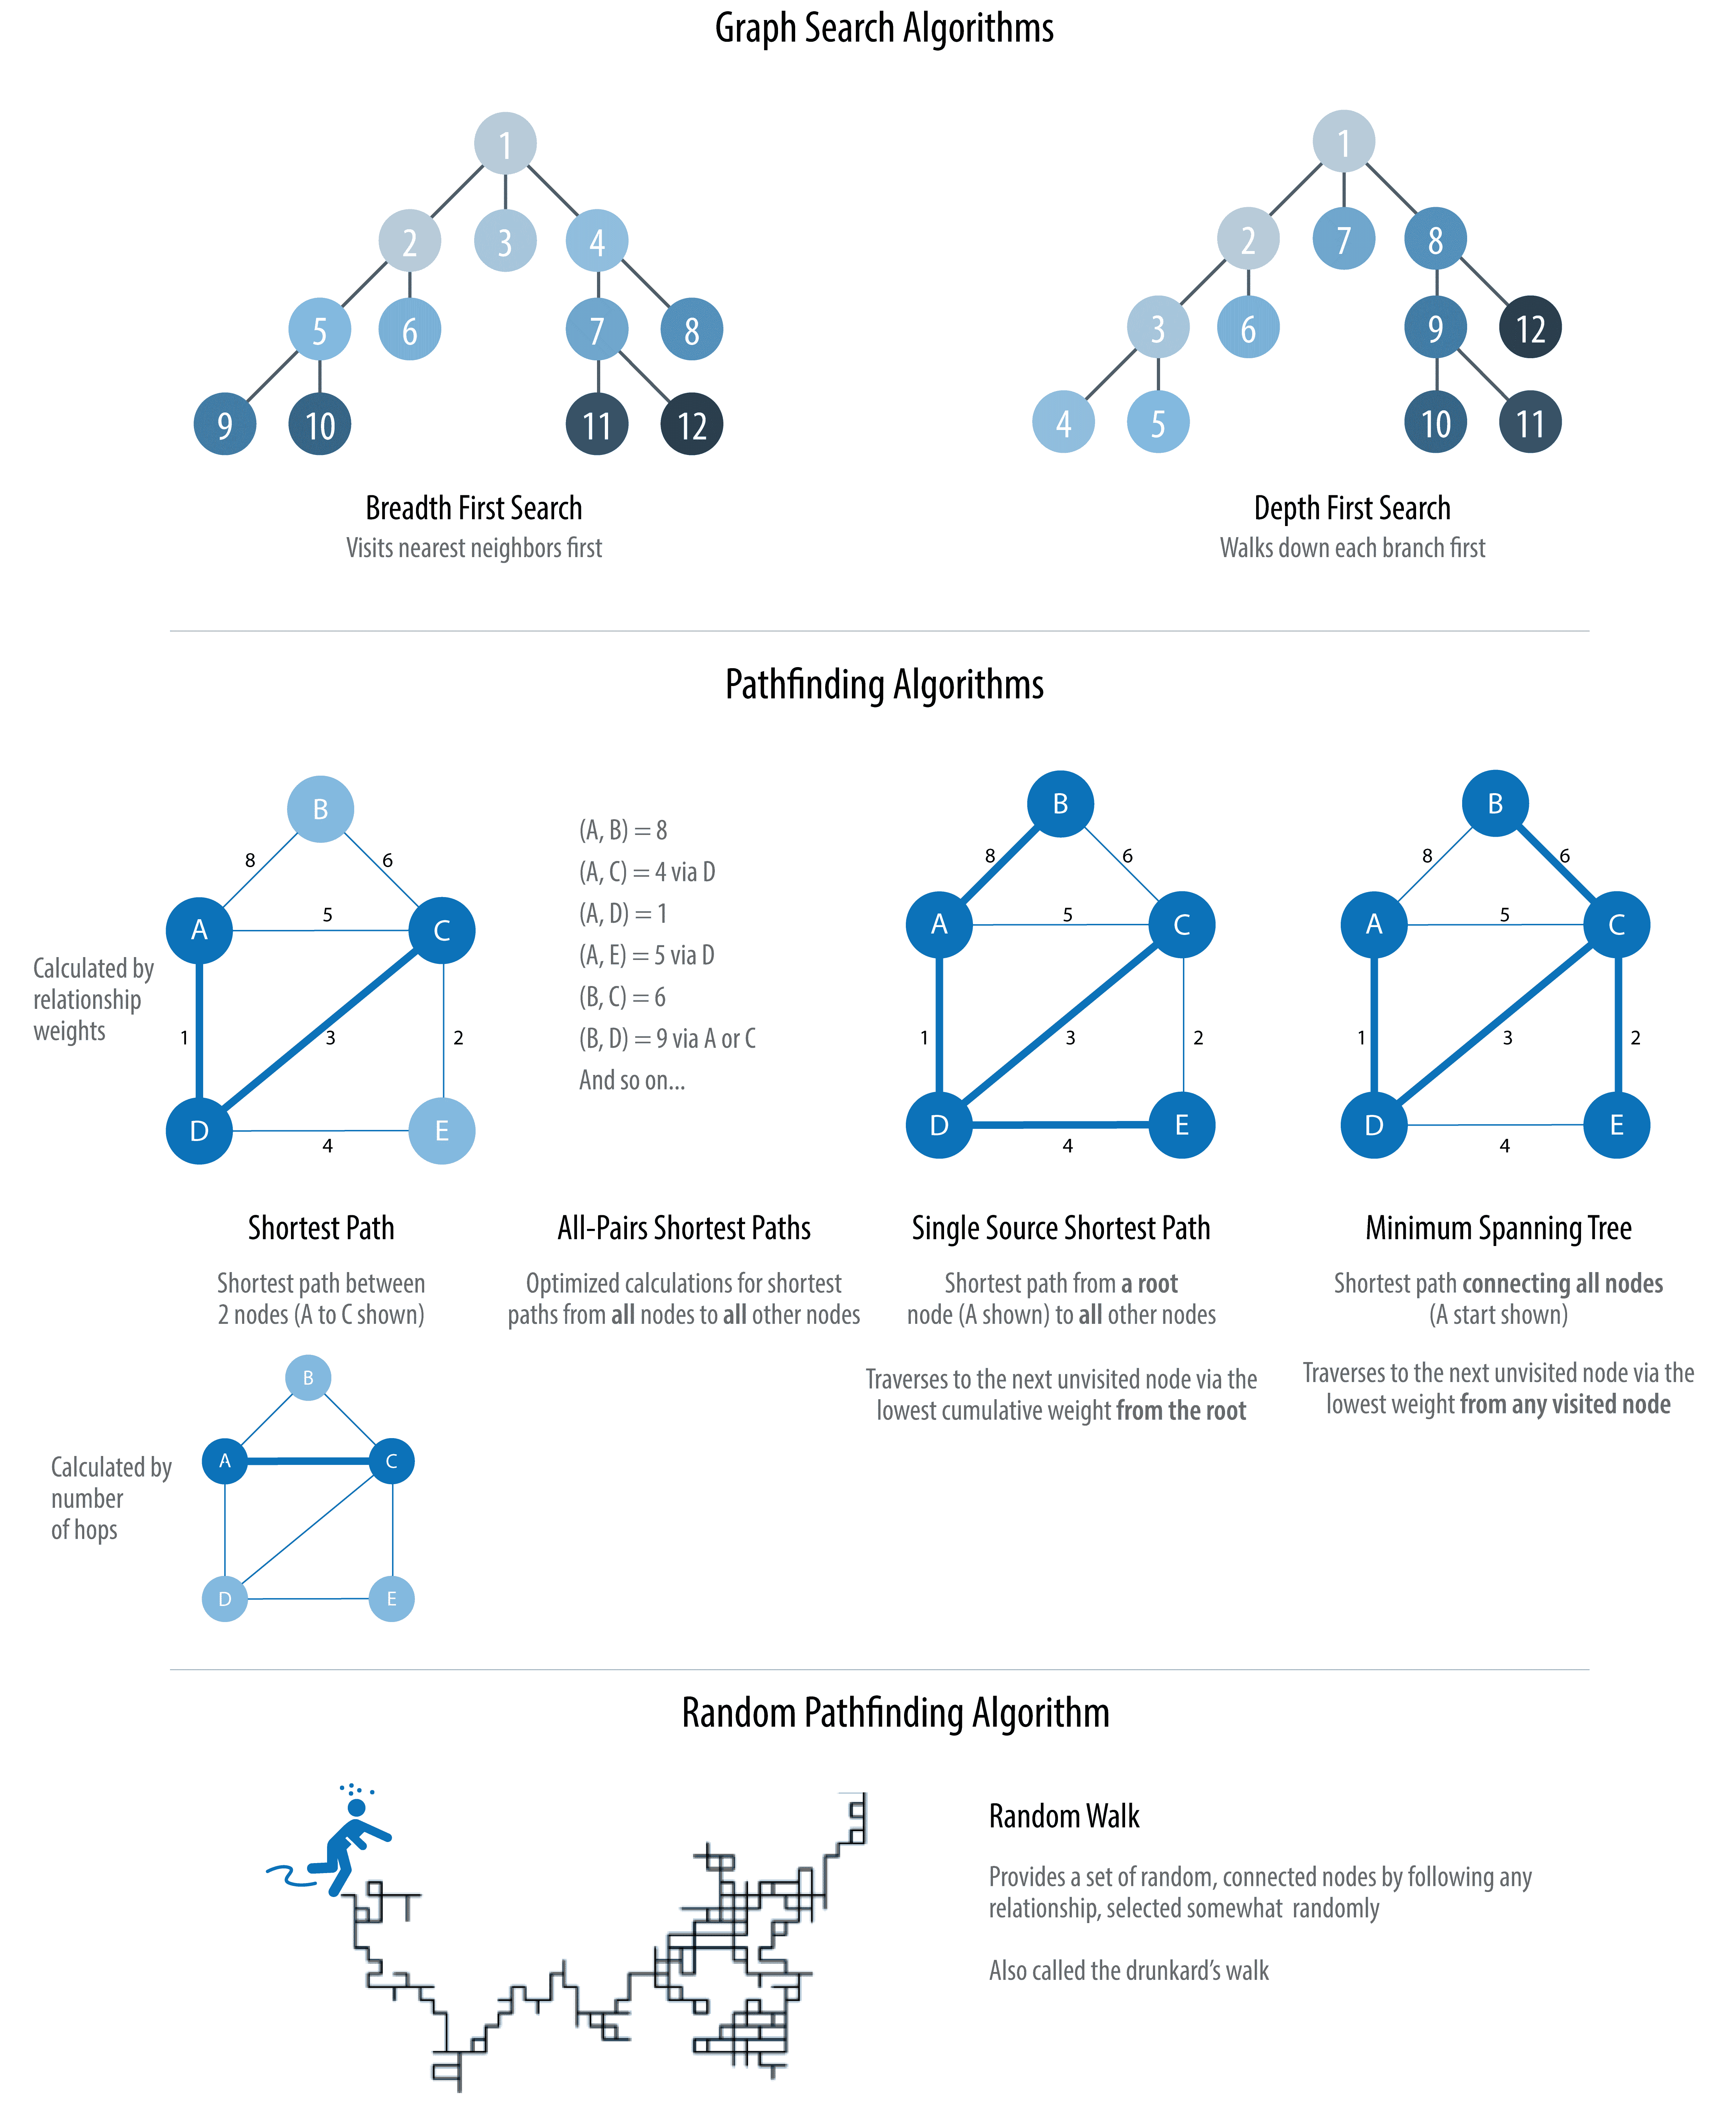 Graph Search Algorithms
1
2 3 4
5 6 7 8
9 10 11 12
Breadth First Search
Visits nearest neighbors first
1
2 7 8
3 6 9 12
4 5 10 11
Depth First Search
Walks down each branch first
Pathfinding Algorithms
Calculated by
relationship
weights
B
8 6
A 5 C
1 3 2
D 4 E
Shortest Path
Shortest path between
2 nodes (A to C shown)
Calculated by
number
of hops
B
A C
D E
(A, B) = 8
(A, C) = 4 via D
(A, D) = 1
(A, E) = 5 via D
(B, C) = 6
(B, D) = 9 via A or C
And so on...
All-Pairs Shortest Paths
Optimized calculations for shortest
paths from all nodes to all other nodes
B
8 6
A 5 C
1 3 2
D 4 E
Single Source Shortest Path
Shortest path from a root
node (A shown) to all other nodes
Traverses to the next unvisited node via the
lowest cumulative weight from the root
B
8 6
A 5 C
1 3 2
D 4 E
Minimum Spanning Tree
Shortest path connecting all nodes
(A start shown)
Traverses to the next unvisited node via the
lowest weight from any visited node
Random Pathfinding Algorithm
Random Walk
Provides a set of random, connected nodes by following any
relationship, selected somewhat randomly
Also called the drunkard’s walk